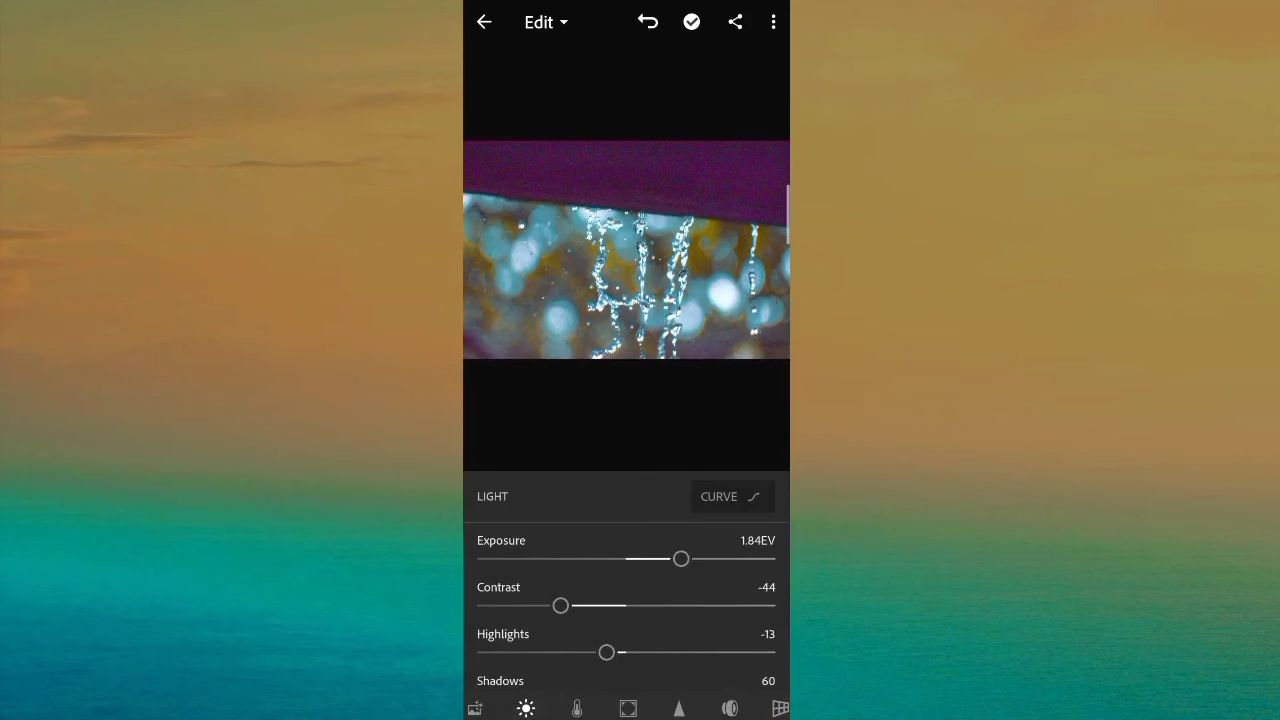 Edit
LIGHT
CURVE
Exposure 1.84EV
Contrast -44
Highlights -13
Shadows 60